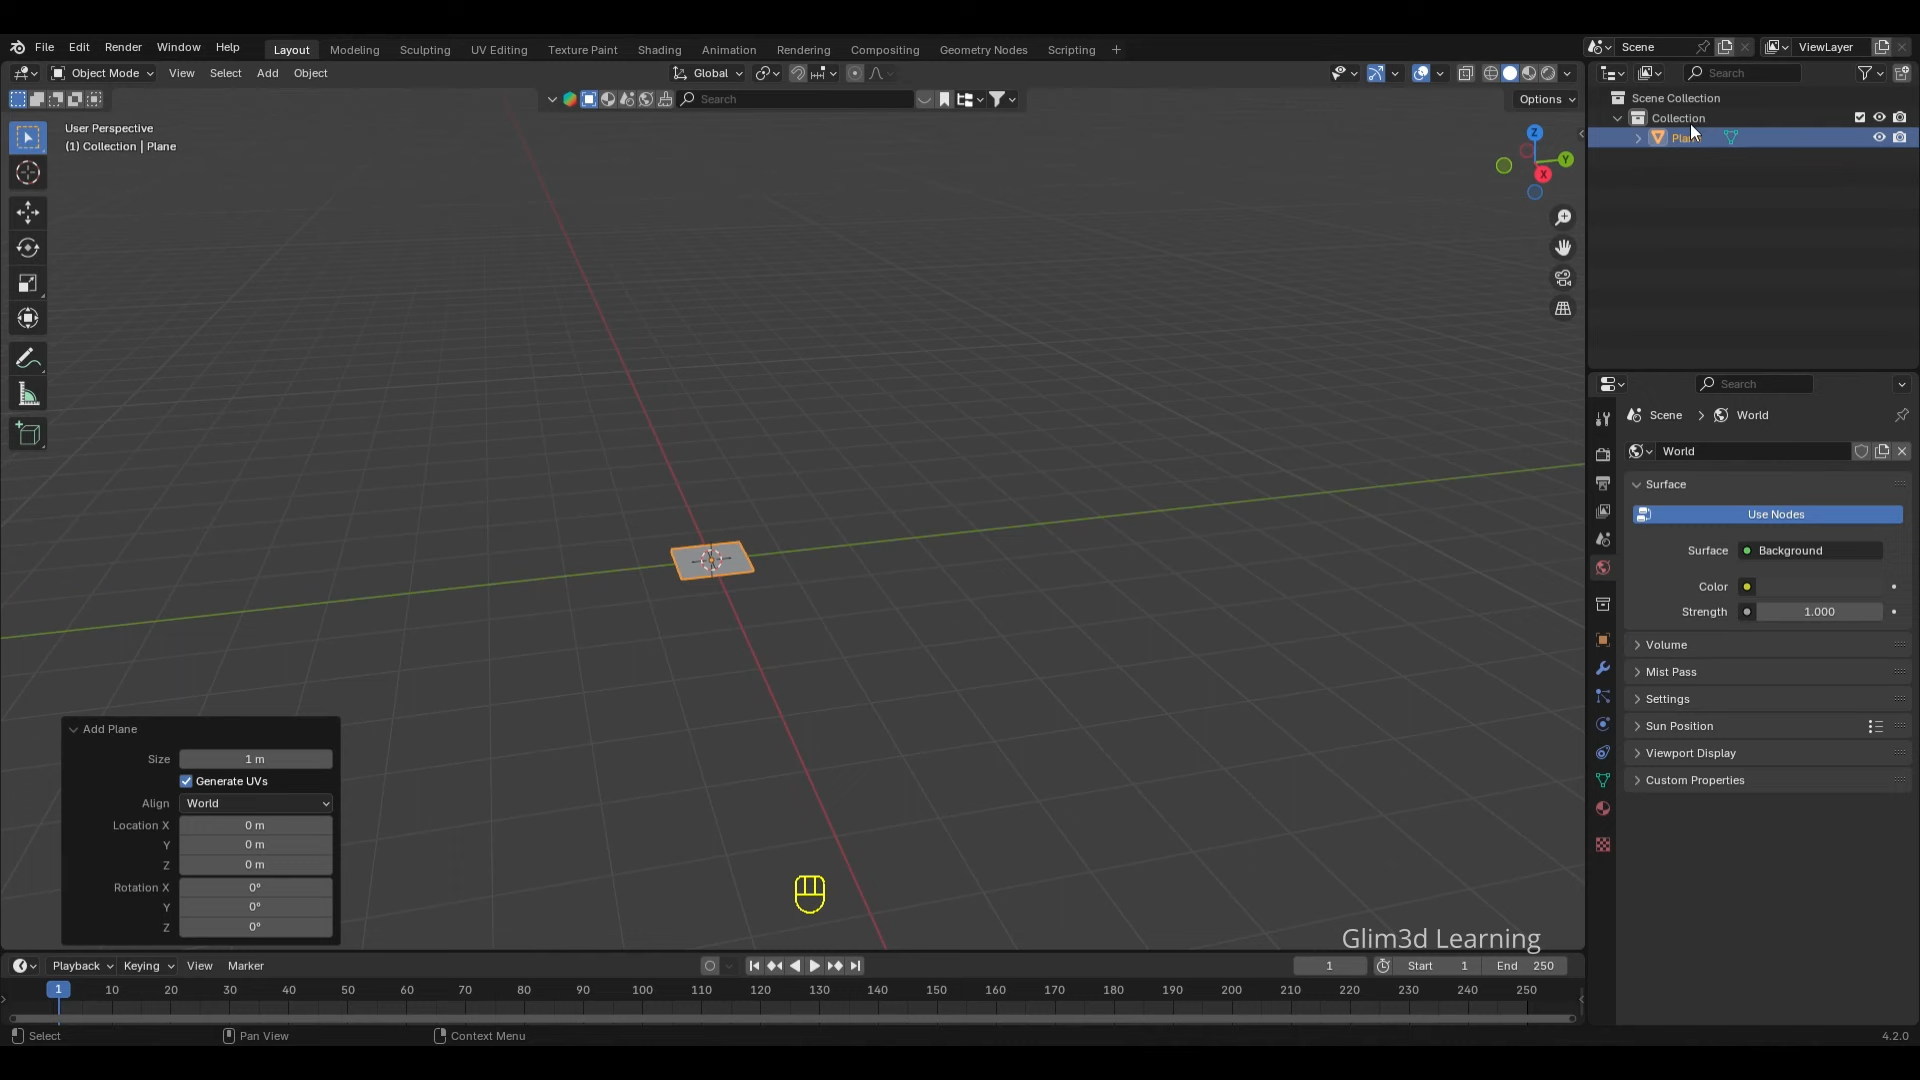 File Edit Render Window Help Layout Modeling Sculpting UV Editing Texture Paint Shading Animation Rendering Compositing Geometry Nodes Scripting + Scene ViewLayer
Object Mode View Select Add Object Global Search
Search Options
Scene Collection
Collection
User Perspective
(1) Collection | Plane
Z
Y
X
Search
Scene > World
World
Surface
Use Nodes
Surface Background
Color
Strength 1.000
Volume
Mist Pass
Settings
Sun Position
Viewport Display
Custom Properties
Add Plane
Size 1 m
Generate UVs
Align World
Location X 0 m
Y 0 m
Z 0 m
Rotation X 0°
Y 0°
Z 0°
Glim3d Learning
Playback Keying View Marker 1 Start 1 End 250
1 10 20 30 40 50 60 70 80 90 100 110 120 130 140 150 160 170 180 190 200 210 220 230 240 250
Select Pan View Context Menu 4.2.0